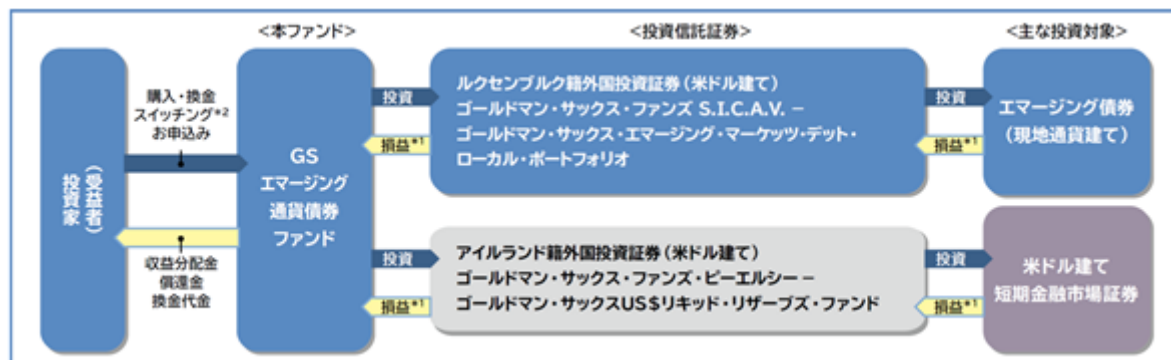 <本ファンド>
<投資信託証券>
<主な投資対象>
投資家
(受益者)
購入・換金
スイッチング*2
お申込み
収益分配金
償還金
換金代金
GS
エマージング
通貨債券
ファンド
投資
損益*1
ルクセンブルク籍外国投資証券(米ドル建て)
ゴールドマン・サックス・ファンズ S.I.C.A.V. −
ゴールドマン・サックス・エマージング・マーケッツ・デット・
ローカル・ポートフォリオ
投資
損益*1
エマージング債券
(現地通貨建て)
投資
損益*1
アイルランド籍外国投資証券(米ドル建て)
ゴールドマン・サックス・ファンズ・ピーエルシー −
ゴールドマン・サックスUS$リキッド・リザーブズ・ファンド
投資
損益*1
米ドル建て
短期金融市場証券